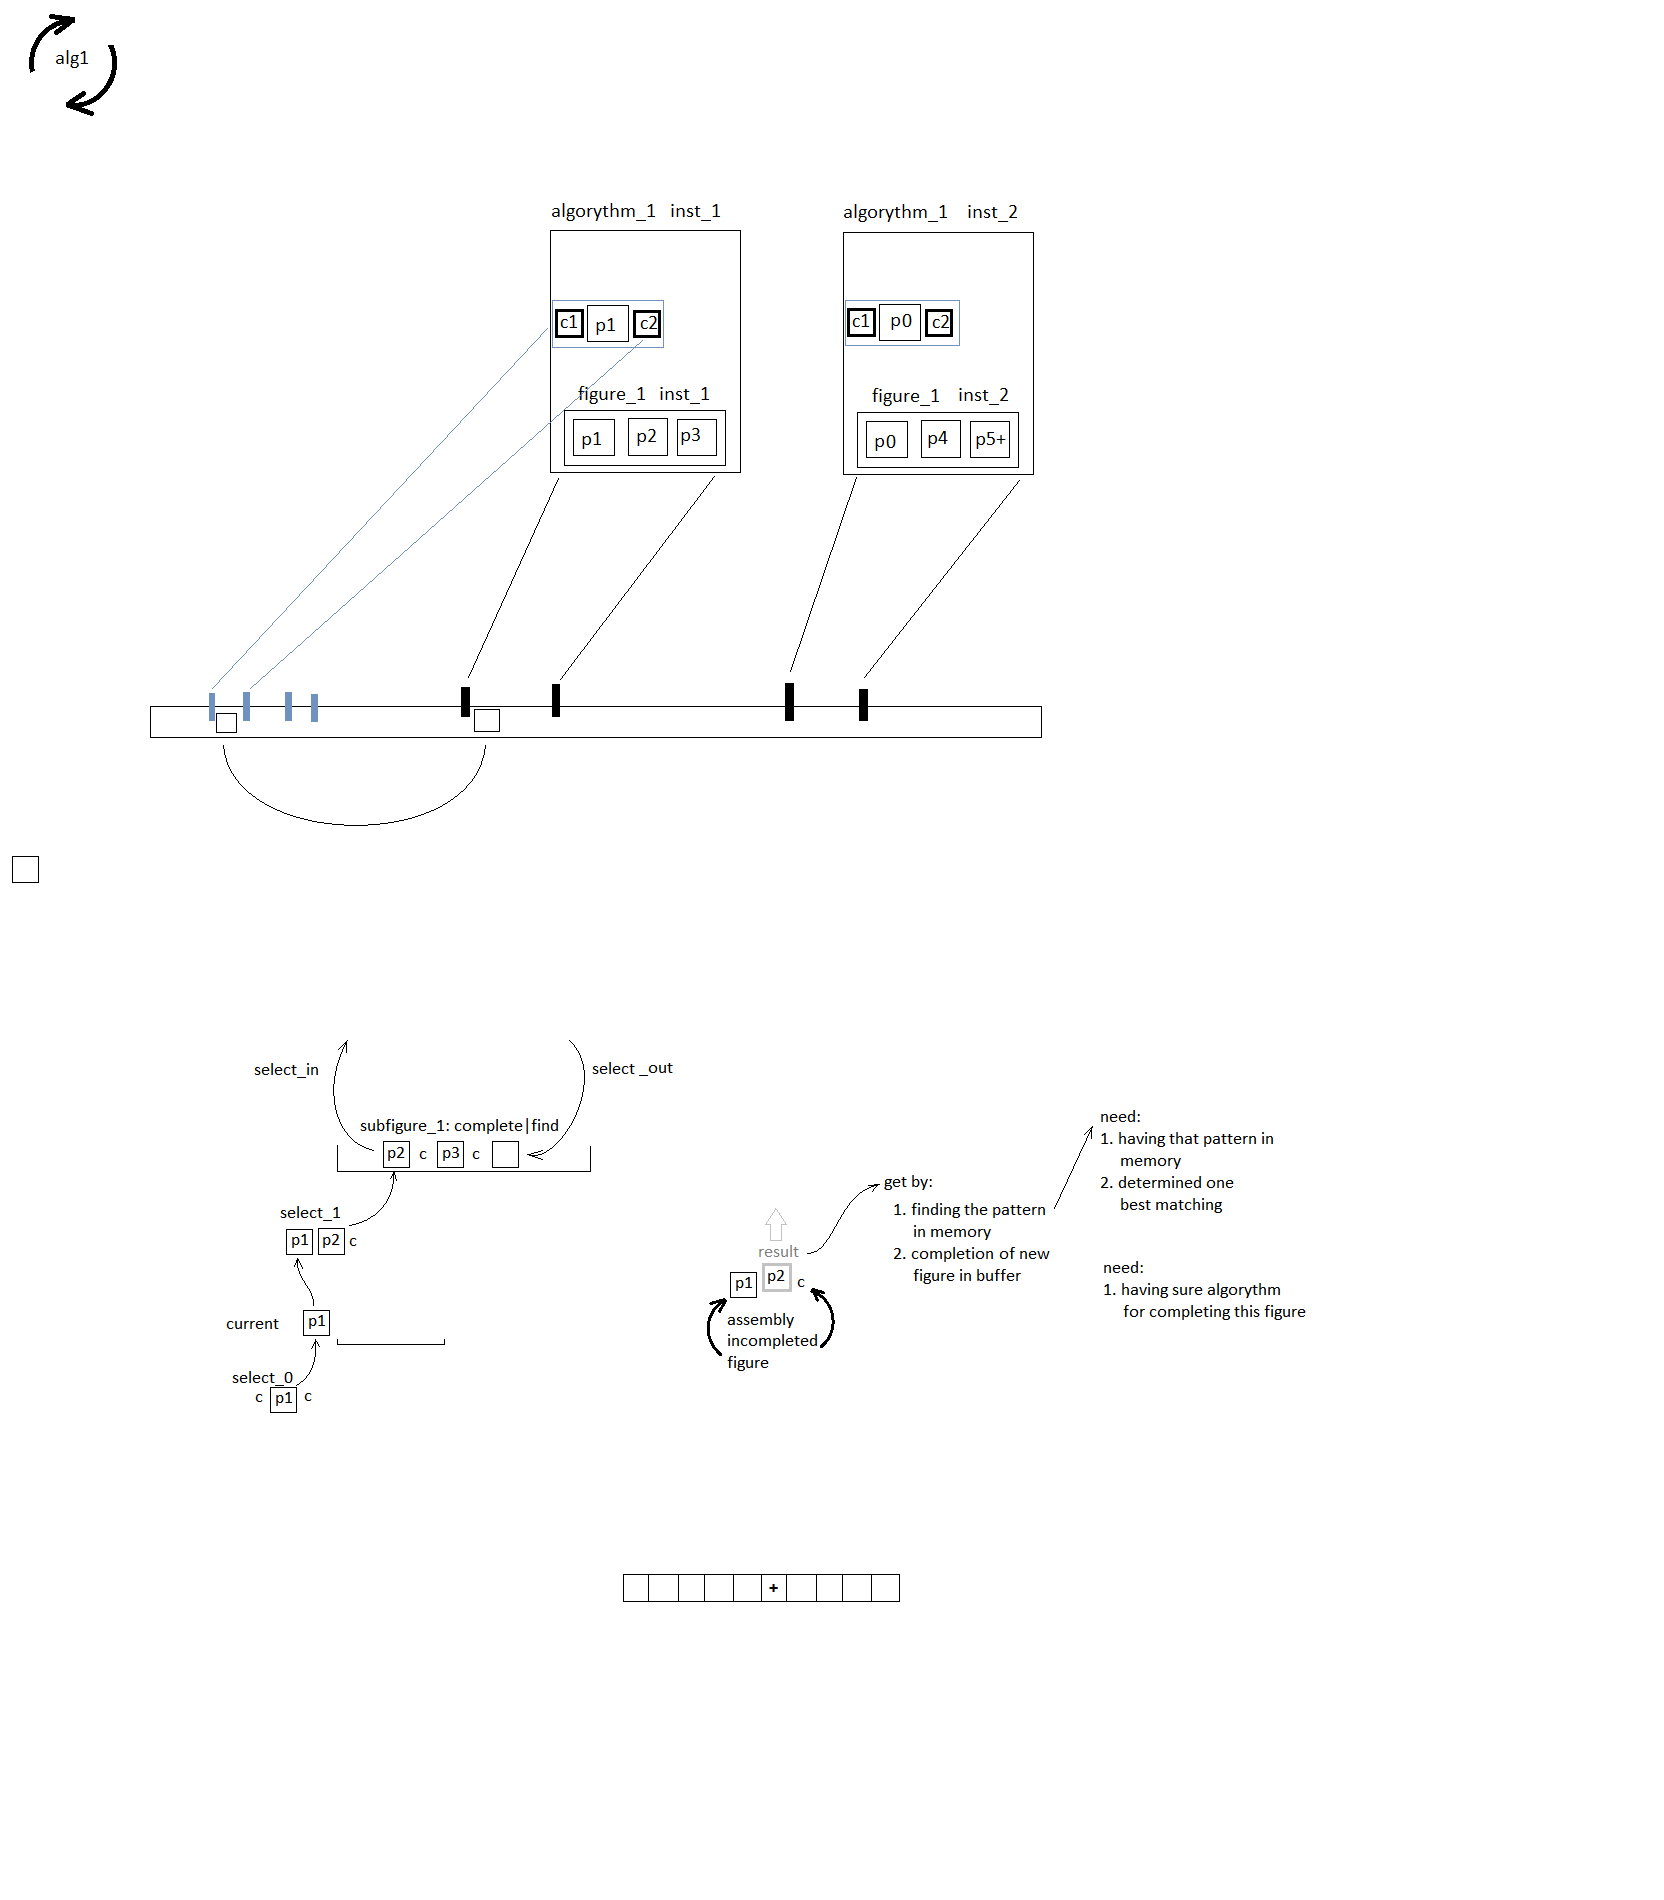 alg1
algorythm_1 inst_1
algorythm_1 inst_2
c1 p1 c2
c1 p0 c2
figure_1 inst_1
p1 p2 p3
figure_1 inst_2
p0 p4 p5+
select_in
select _out
subfigure_1: complete|find
p2 c p3 c
select_1
p1 p2 c
current p1
select_0
c p1 c
result
p1 p2 c
assembly
incompleted
figure
get by:
1. finding the pattern
in memory
2. completion of new
figure in buffer
need:
1. having that pattern in
memory
2. determined one
best matching
need:
1. having sure algorythm
for completing this figure
+